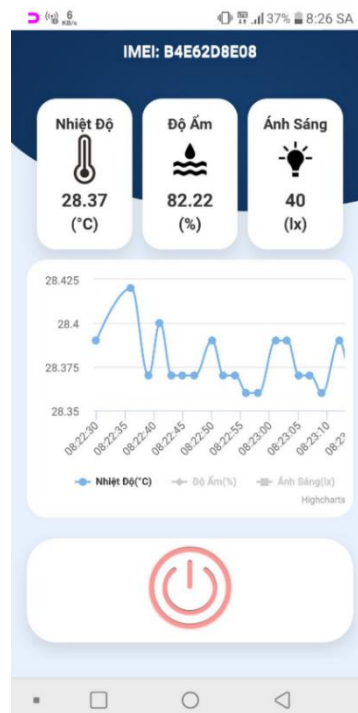 6
KB/s
37% 8:26 SA
IMEI: B4E62D8E08
Nhiệt Độ
28.37
(°C)
Độ Ẩm
82.22
(%)
Ánh Sáng
40
(lx)
28.425
28.4
28.375
28.35
08:22:30
08:22:35
08:22:40
08:22:45
08:22:50
08:22:55
08:23:00
08:23:05
08:23:10
Nhiệt Độ(°C) Độ Ẩm(%) Ánh Sáng(lx)
Highcharts